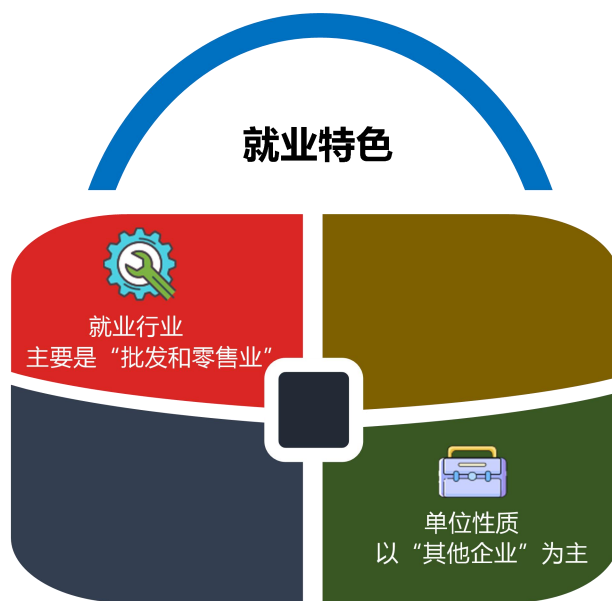 就业特色
就业行业
主要是“批发和零售业”
单位性质
以“其他企业”为主